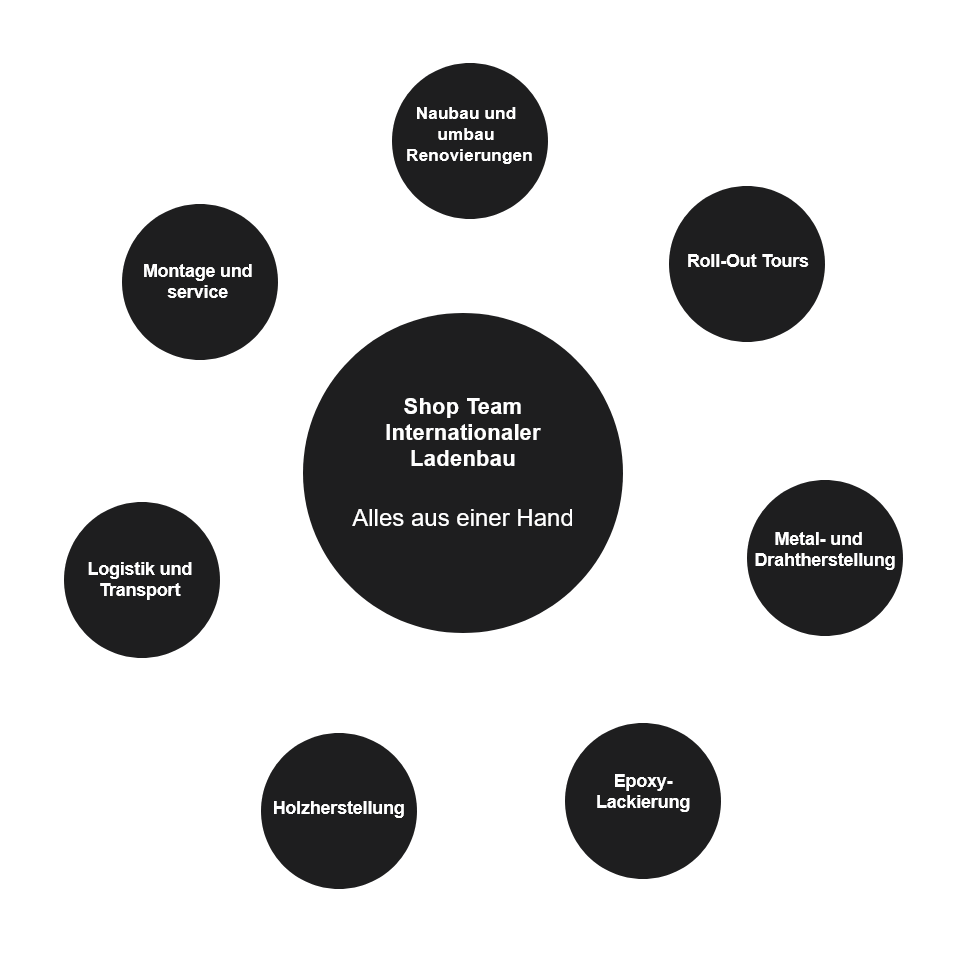 Naubau und
umbau
Renovierungen
Roll-Out Tours
Montage und
service
Shop Team
Internationaler
Ladenbau
Alles aus einer Hand
Metal- und
Drahtherstellung
Logistik und
Transport
Epoxy-
Lackierung
Holzherstellung